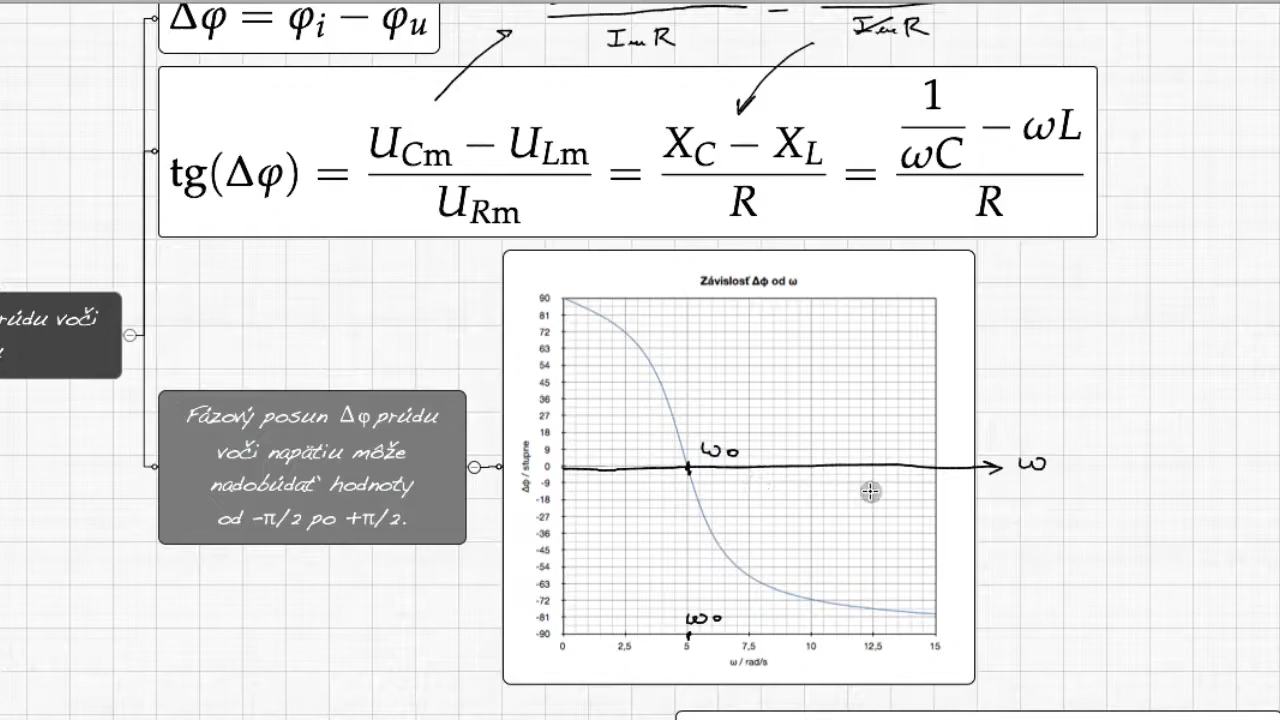 Δφ = φi − φu
ImR − ImR
tg(Δφ) = (UCm − ULm)/URm = (XC − XL)/R = (1/ωC − ωL)/R
rúdu voči
Fázový posun Δφ prúdu
voči napätiu môže
nadobúdať hodnoty
od -π/2 po +π/2.
Závislosť Δϕ od ω
Δϕ / stupne
90
81
72
63
54
45
36
27
18
9
0
-9
-18
-27
-36
-45
-54
-63
-72
-81
-90
ω0
ω
ω0
0 2,5 5 7,5 10 12,5 15
ω / rad/s